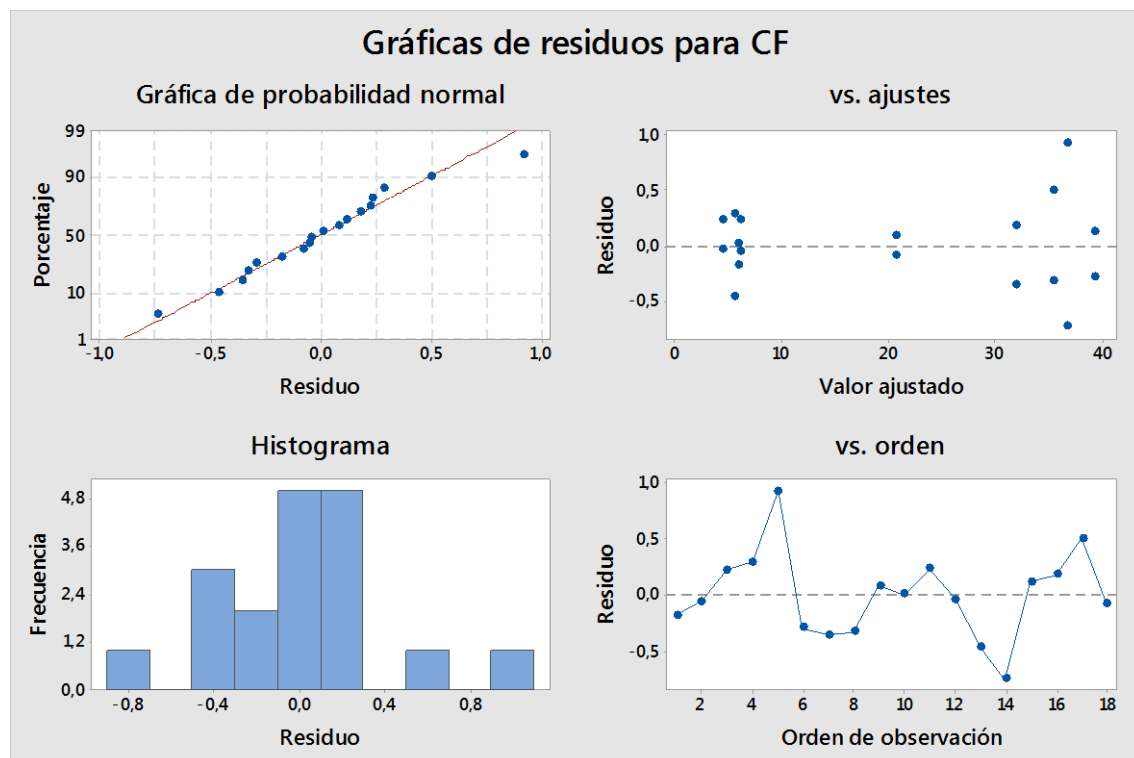 Gráficas de residuos para CF
Gráfica de probabilidad normal
99
90
50
10
1
Porcentaje
-1,0 -0,5 0,0 0,5 1,0
Residuo
vs. ajustes
1,0
0,5
0,0
-0,5
Residuo
0 10 20 30 40
Valor ajustado
Histograma
4,8
3,6
2,4
1,2
0,0
Frecuencia
-0,8 -0,4 0,0 0,4 0,8
Residuo
vs. orden
1,0
0,5
0,0
-0,5
Residuo
2 4 6 8 10 12 14 16 18
Orden de observación